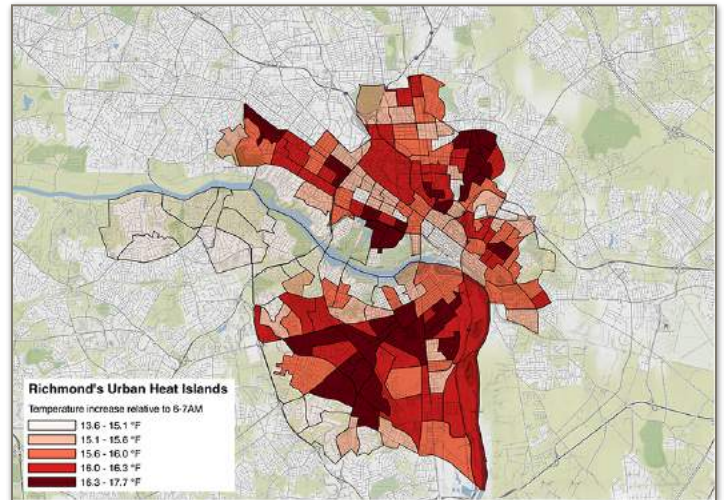 Richmond's Urban Heat Islands
Temperature increase relative to 6-7AM
13.6 - 15.1 °F
15.1 - 15.6 °F
15.6 - 16.0 °F
16.0 - 16.3 °F
16.3 - 17.7 °F